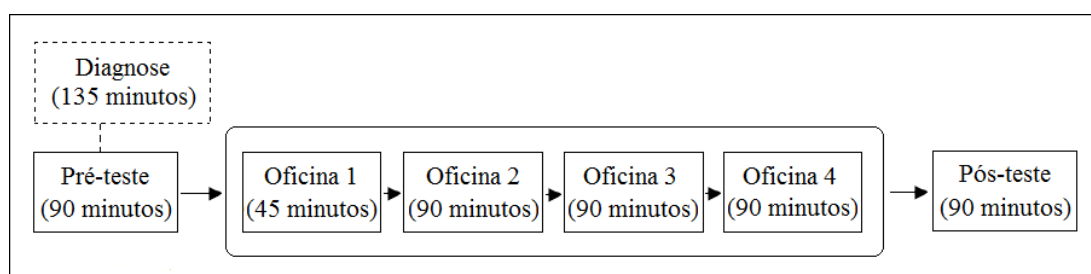 Diagnose
(135 minutos)
Pré-teste
(90 minutos)
Oficina 1
(45 minutos)
Oficina 2
(90 minutos)
Oficina 3
(90 minutos)
Oficina 4
(90 minutos)
Pós-teste
(90 minutos)